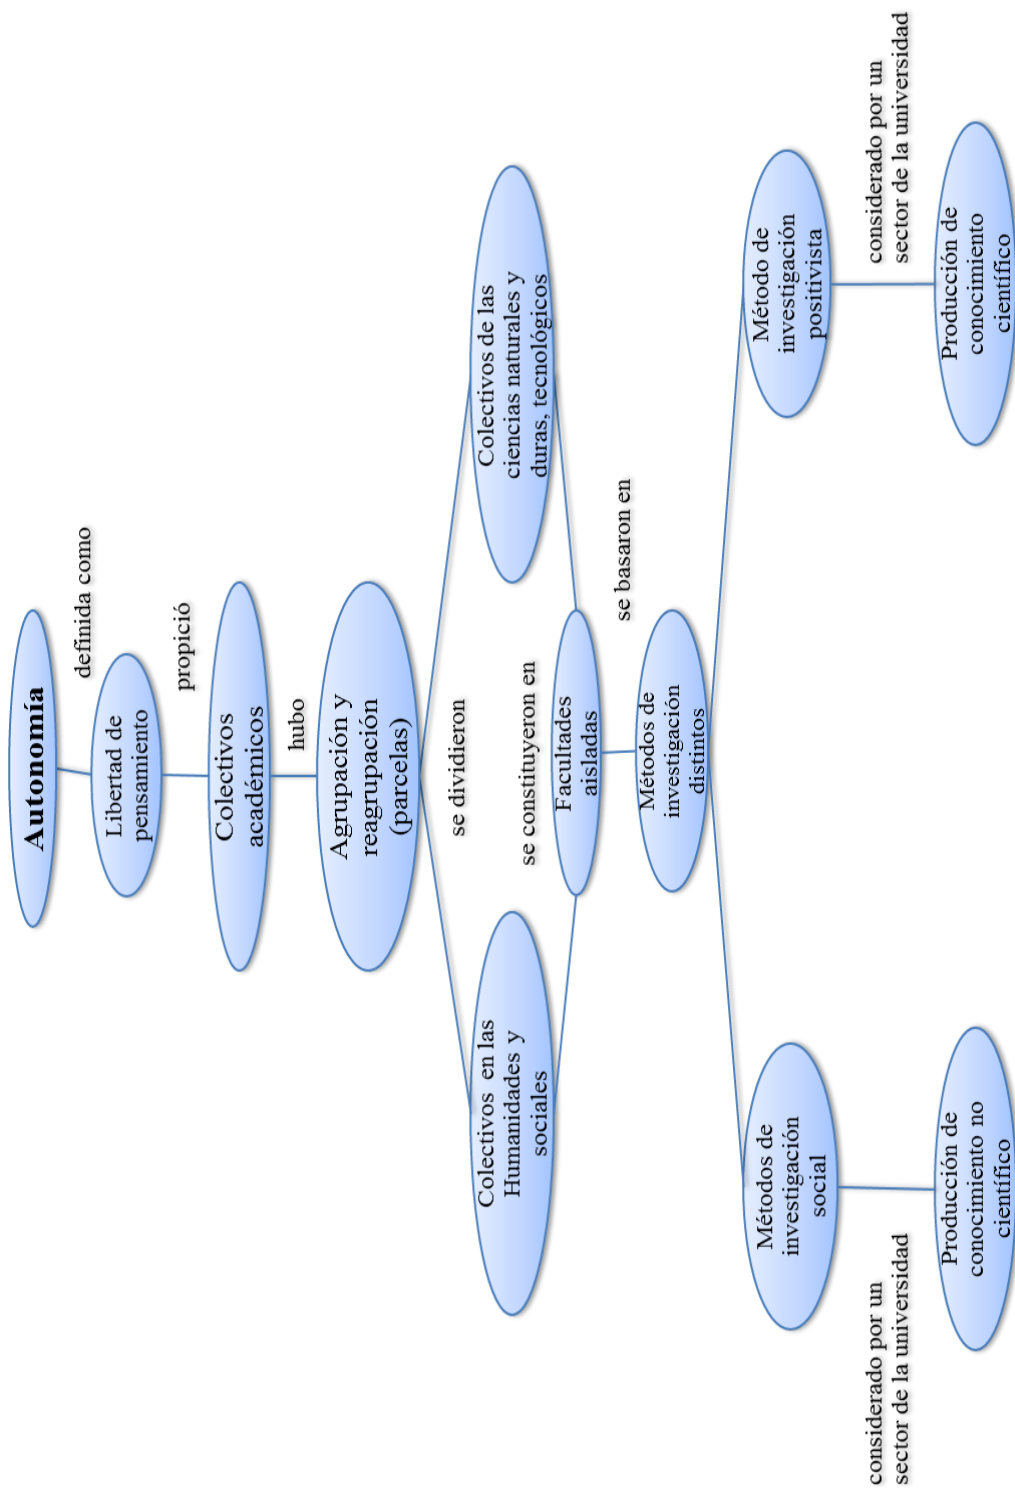 Autonomía
definida como
Libertad de
pensamiento
propició
Colectivos
académicos
hubo
Agrupación y
reagrupación
(parcelas)
se dividieron
Colectivos en las
Humanidades y
sociales
Colectivos de las
ciencias naturales y
duras, tecnológicos
se constituyeron en
Facultades
aisladas
se basaron en
Métodos de
investigación
distintos
Métodos de
investigación
social
Método de
investigación
positivista
considerado por un
sector de la universidad
considerado por un
sector de la universidad
Producción de
conocimiento no
científico
Producción de
conocimiento
científico